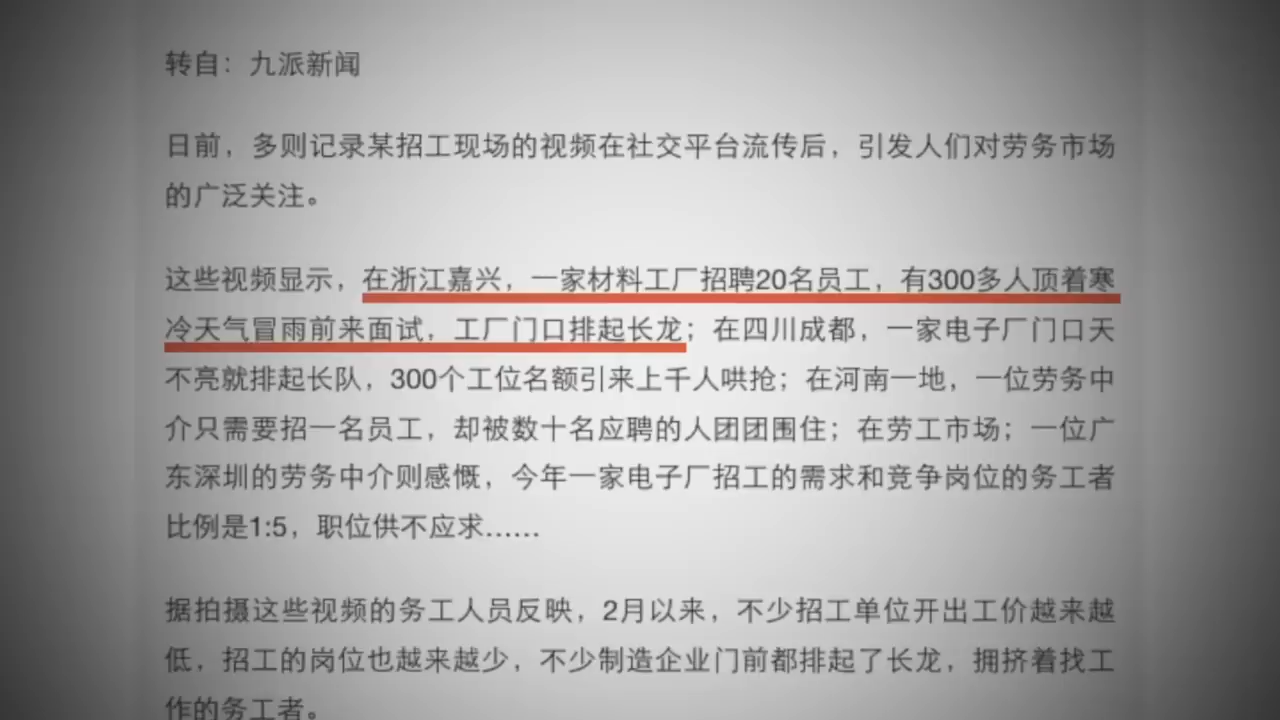 转自：九派新闻
日前，多则记录某招工现场的视频在社交平台流传后，引发人们对劳务市场
的广泛关注。
这些视频显示，在浙江嘉兴，一家材料工厂招聘20名员工，有300多人顶着寒
冷天气冒雨前来面试，工厂门口排起长龙；在四川成都，一家电子厂门口天
不亮就排起长队，300个工位名额引来上千人哄抢；在河南一地，一位劳务中
介只需要招一名员工，却被数十名应聘的人团团围住；在劳工市场；一位广
东深圳的劳务中介则感慨，今年一家电子厂招工的需求和竞争岗位的务工者
比例是1:5，职位供不应求……
据拍摄这些视频的务工人员反映，2月以来，不少招工单位开出工价越来越
低，招工的岗位也越来越少，不少制造企业门前都排起了长龙，拥挤着找工
作的务工者。